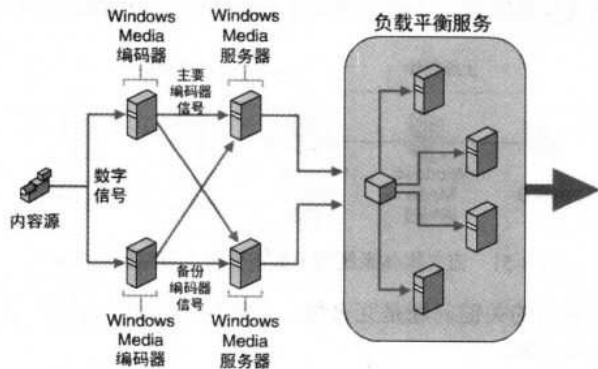 Windows
Media
编码器
Windows
Media
服务器
负载平衡服务
主要
编码器
信号
数字
信号
内容源
备份
编码器
信号
Windows
Media
编码器
Windows
Media
服务器